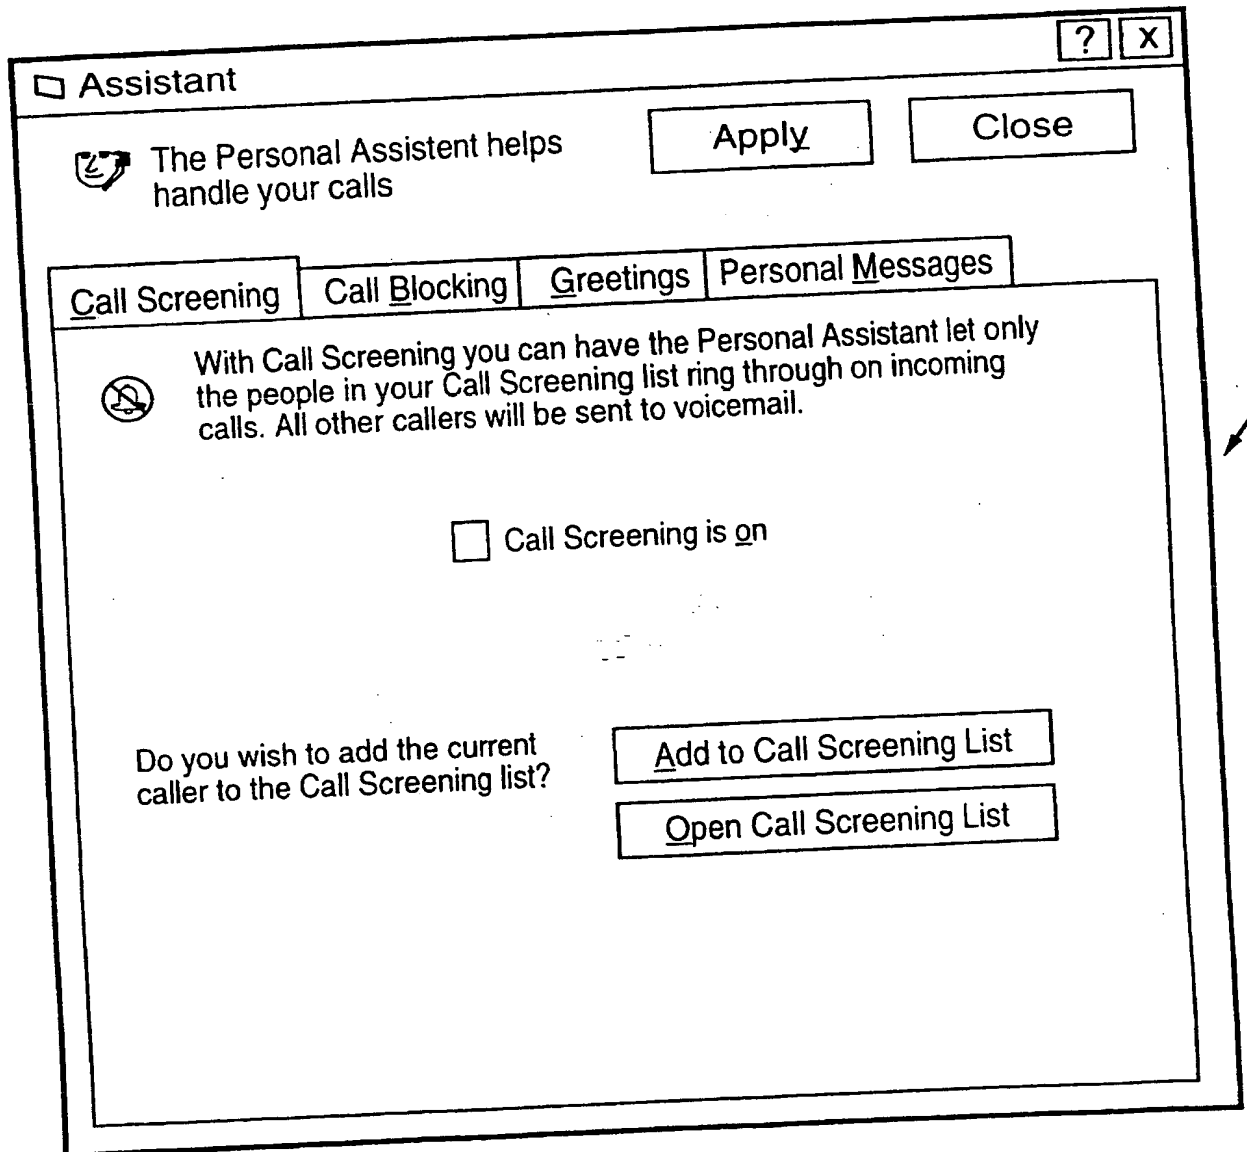 Assistant
? X
The Personal Assistent helps
handle your calls
Apply
Close
Call Screening
Call Blocking
Greetings
Personal Messages
With Call Screening you can have the Personal Assistant let only
the people in your Call Screening list ring through on incoming
calls. All other callers will be sent to voicemail.
Call Screening is on
Do you wish to add the current
caller to the Call Screening list?
Add to Call Screening List
Open Call Screening List